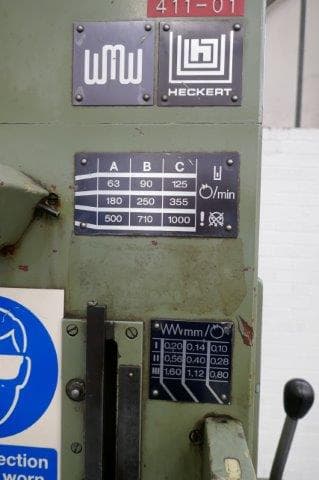 411-01
WMW
HECKERT
A B C
63 90 125
/min
180 250 355
500 710 1000 !
mm/
I 0,20 0,14 0,10
II 0,56 0,40 0,28
III 1,60 1,12 0,80
ection
worn